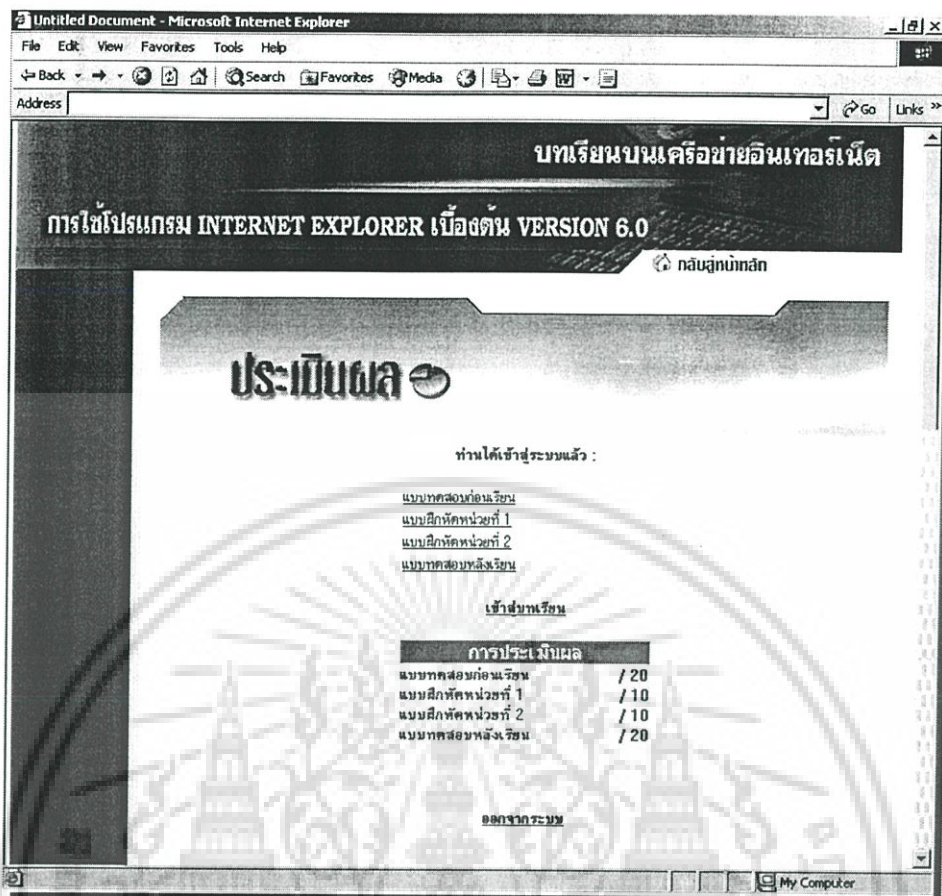 Untitled Document - Microsoft Internet Explorer
File Edit View Favorites Tools Help
Back Search Favorites Media
Address Go Links »
บทเรียนบนเครือข่ายอินเทอร์เน็ต
การใช้โปรแกรม INTERNET EXPLORER เบื้องต้น VERSION 6.0
กลับสู่หน้าหลัก
ประเมินผล
ท่านได้เข้าสู่ระบบแล้ว :
แบบทดสอบก่อนเรียน
แบบฝึกหัดหน่วยที่ 1
แบบฝึกหัดหน่วยที่ 2
แบบทดสอบหลังเรียน
เข้าสู่บทเรียน
การประเมินผล
แบบทดสอบก่อนเรียน / 20
แบบฝึกหัดหน่วยที่ 1 / 10
แบบฝึกหัดหน่วยที่ 2 / 10
แบบทดสอบหลังเรียน / 20
ออกจากระบบ
My Computer